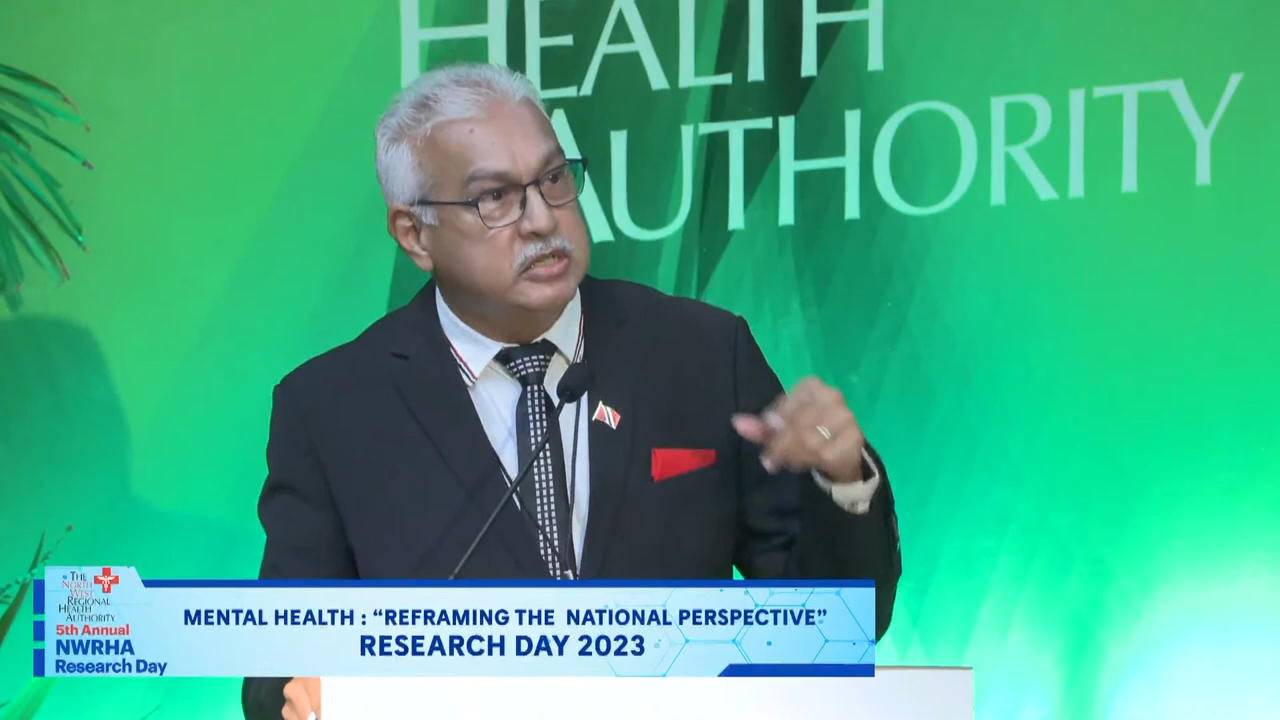 HEALTH
AUTHORITY
THE
NORTH
WEST
REGIONAL
HEALTH
AUTHORITY
5th Annual
NWRHA
Research Day
MENTAL HEALTH : “REFRAMING THE NATIONAL PERSPECTIVE”
RESEARCH DAY 2023